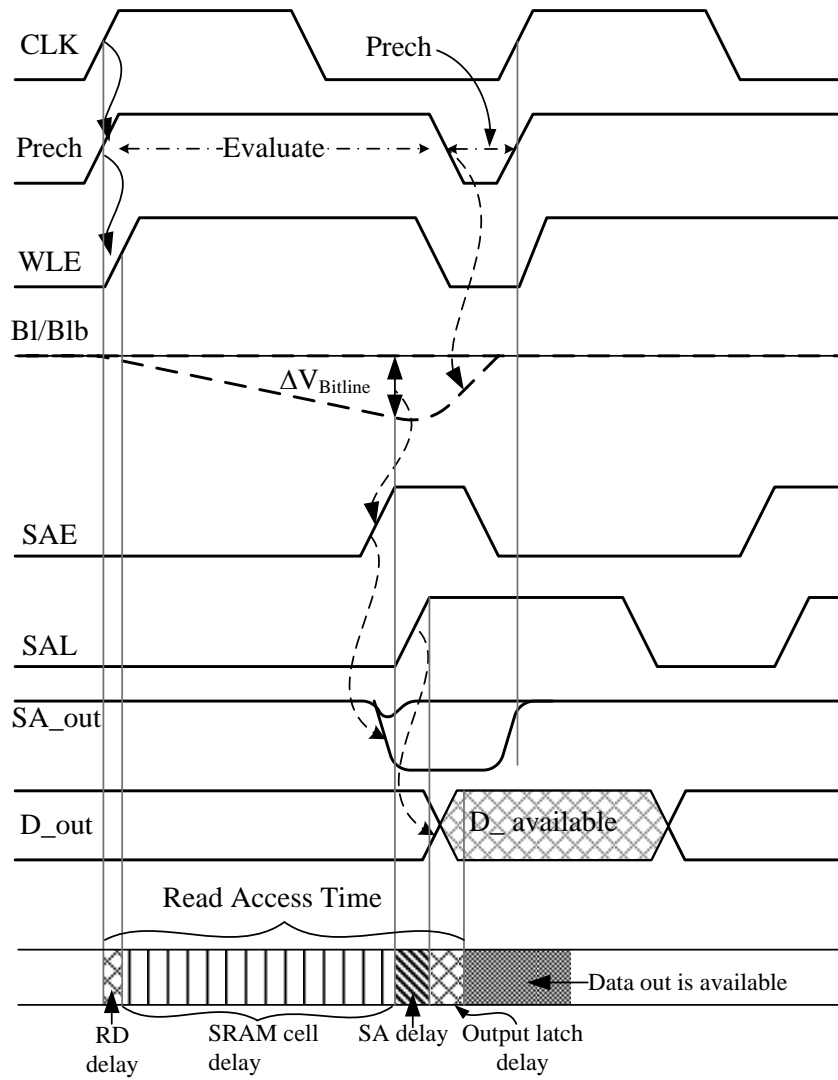 CLK
Prech
Prech
Evaluate
WLE
Bl/Blb
ΔVBitline
SAE
SAL
SA_out
D_out
D_ available
Read Access Time
Data out is available
RD
delay
SRAM cell
delay
SA delay
Output latch
delay